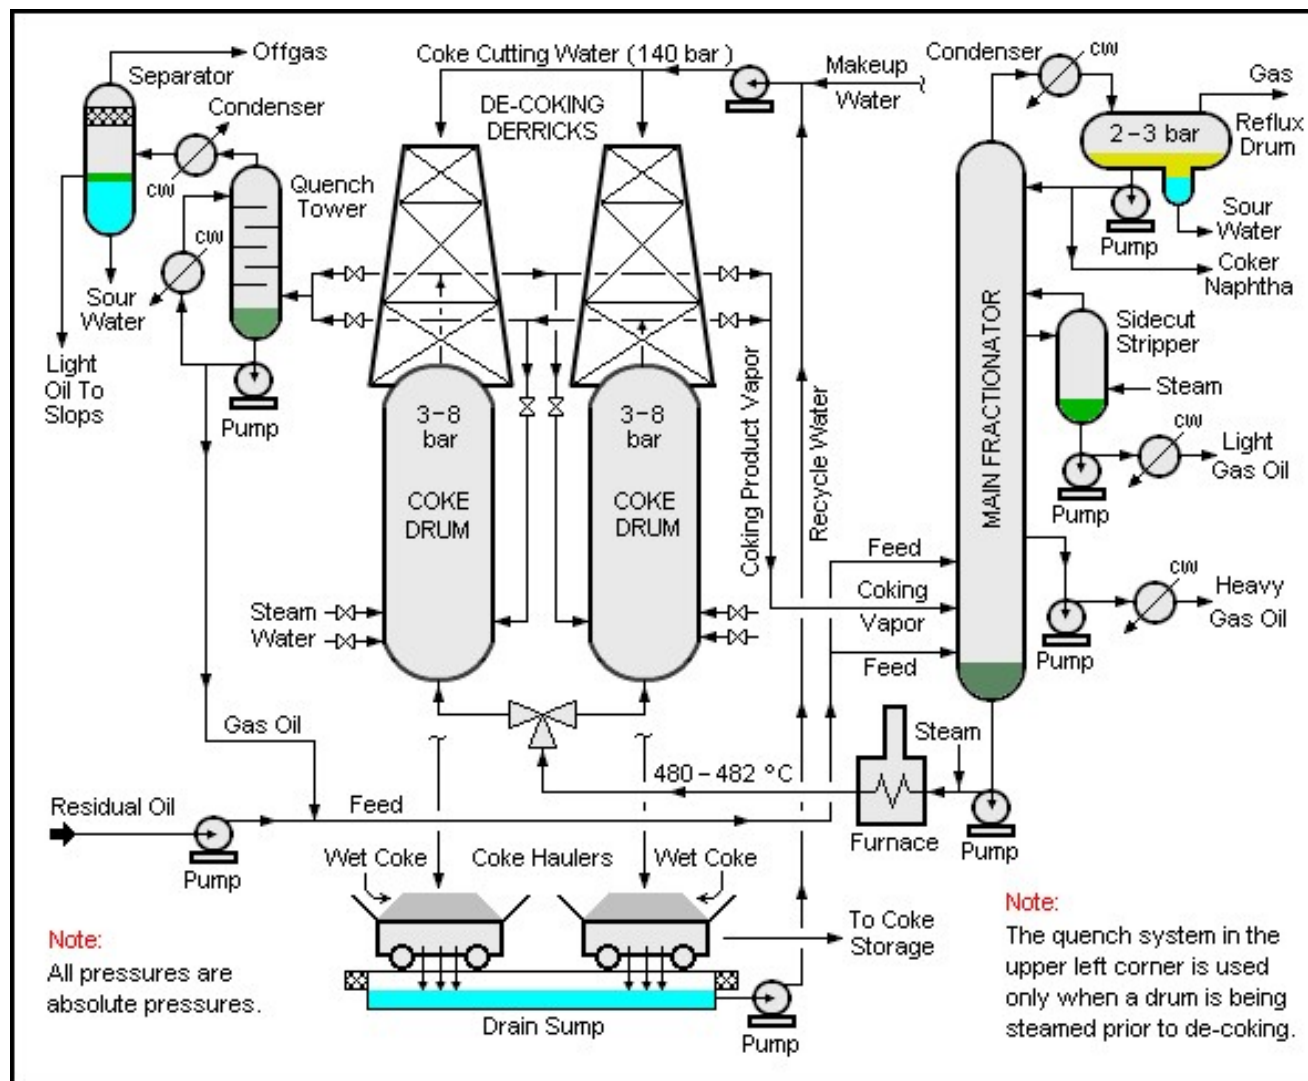 Offgas
Separator
Condenser
CW
Quench
Tower
CW
Sour
Water
Light
Oil To
Slops
Pump
Coke Cutting Water (140 bar )
DE-COKING
DERRICKS
Makeup
Water
Condenser
CW
Gas
2-3 bar
Reflux
Drum
Sour
Water
Pump
Coker
Naphtha
Sidecut
Stripper
Steam
CW
Light
Gas Oil
Pump
MAIN FRACTIONATOR
3-8
bar
COKE
DRUM
3-8
bar
COKE
DRUM
Coking Product Vapor
Recycle Water
Feed
Coking
Vapor
Feed
CW
Heavy
Gas Oil
Pump
Steam
Water
Gas Oil
480-482 °C
Steam
Furnace
Pump
Residual Oil
Pump
Feed
Wet Coke
Coke Haulers
Wet Coke
To Coke
Storage
Drain Sump
Pump
Note:
All pressures are
absolute pressures.
Note:
The quench system in the
upper left corner is used
only when a drum is being
steamed prior to de-coking.